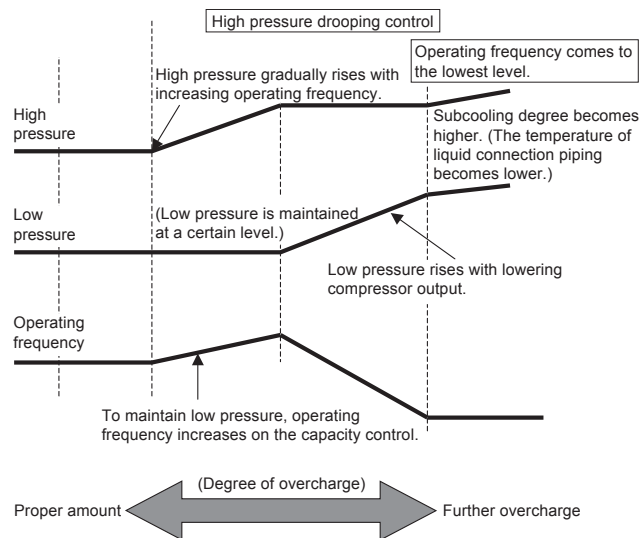 High pressure drooping control
Operating frequency comes to
the lowest level.
High pressure gradually rises with
increasing operating frequency.
High
pressure
Subcooling degree becomes
higher. (The temperature of
liquid connection piping
becomes lower.)
Low
pressure
(Low pressure is maintained
at a certain level.)
Low pressure rises with lowering
compressor output.
Operating
frequency
To maintain low pressure, operating
frequency increases on the capacity control.
(Degree of overcharge)
Proper amount
Further overcharge